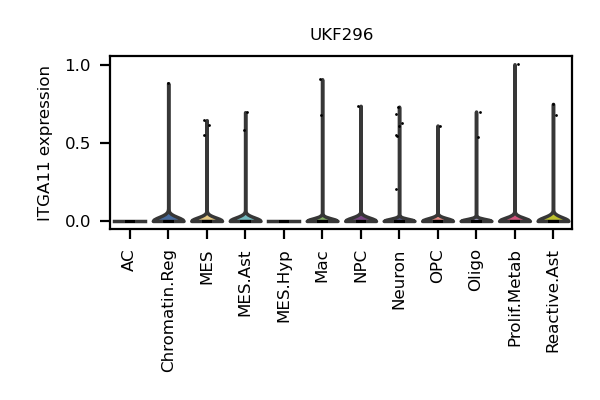 UKF296
ITGA11 expression
1.0
0.5
0.0
AC
Chromatin.Reg
MES
MES.Ast
MES.Hyp
Mac
NPC
Neuron
OPC
Oligo
Prolif.Metab
Reactive.Ast